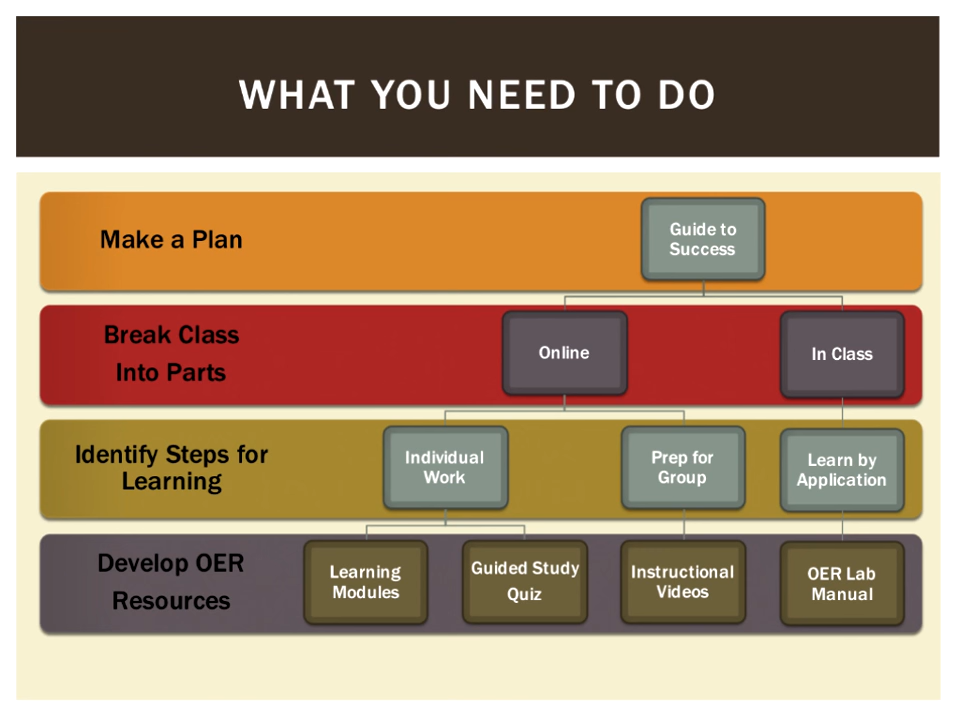 WHAT YOU NEED TO DO
Make a Plan
Guide to
Success
Break Class
Into Parts
Online
In Class
Identify Steps for
Learning
Individual
Work
Prep for
Group
Learn by
Application
Develop OER
Resources
Learning
Modules
Guided Study
Quiz
Instructional
Videos
OER Lab
Manual